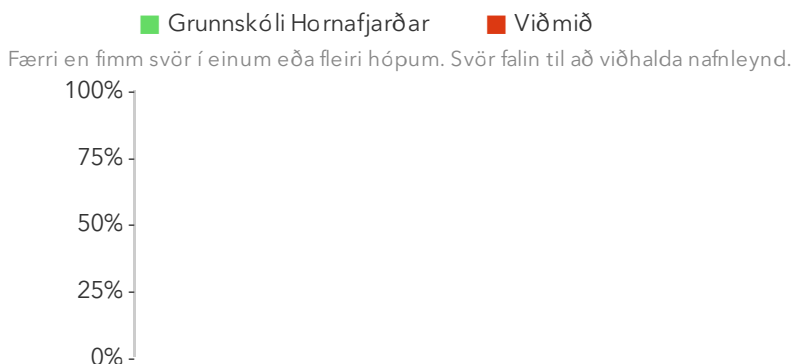 Grunnskóli Hornafjarðar Viðmið
Færri en fimm svör í einum eða fleiri hópum. Svör falin til að viðhalda nafnleynd.
100%
75%
50%
25%
0%